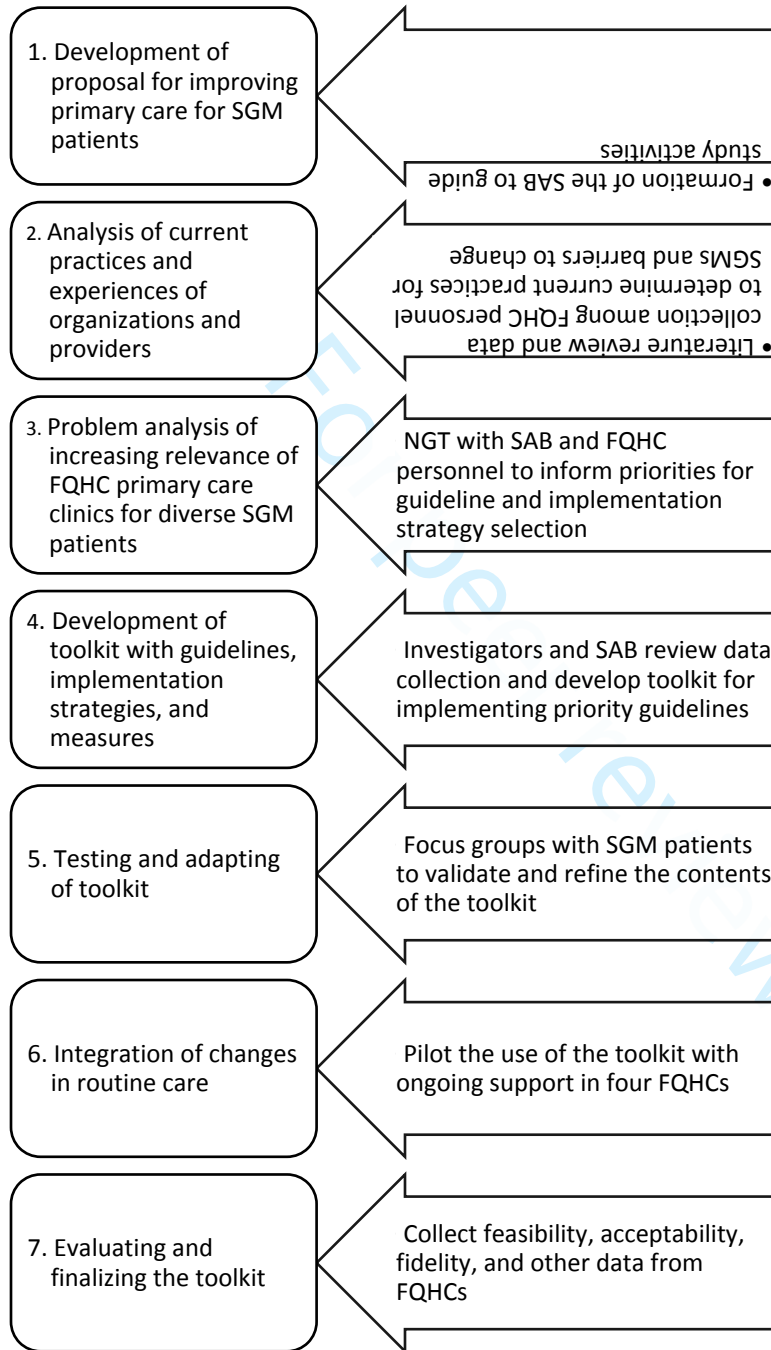 1. Development of
proposal for improving
primary care for SGM
patients
• Formation of the SAB to guide
study activities
2. Analysis of current
practices and
experiences of
organizations and
providers
• Literature review and data
collection among FQHC personnel
to determine current practices for
SGMs and barriers to change
3. Problem analysis of
increasing relevance of
FQHC primary care
clinics for diverse SGM
patients
NGT with SAB and FQHC
personnel to inform priorities for
guideline and implementation
strategy selection
4. Development of
toolkit with guidelines,
implementation
strategies, and
measures
Investigators and SAB review data
collection and develop toolkit for
implementing priority guidelines
5. Testing and adapting
of toolkit
Focus groups with SGM patients
to validate and refine the contents
of the toolkit
6. Integration of changes
in routine care
Pilot the use of the toolkit with
ongoing support in four FQHCs
7. Evaluating and
finalizing the toolkit
Collect feasibility, acceptability,
fidelity, and other data from
FQHCs
For peer review